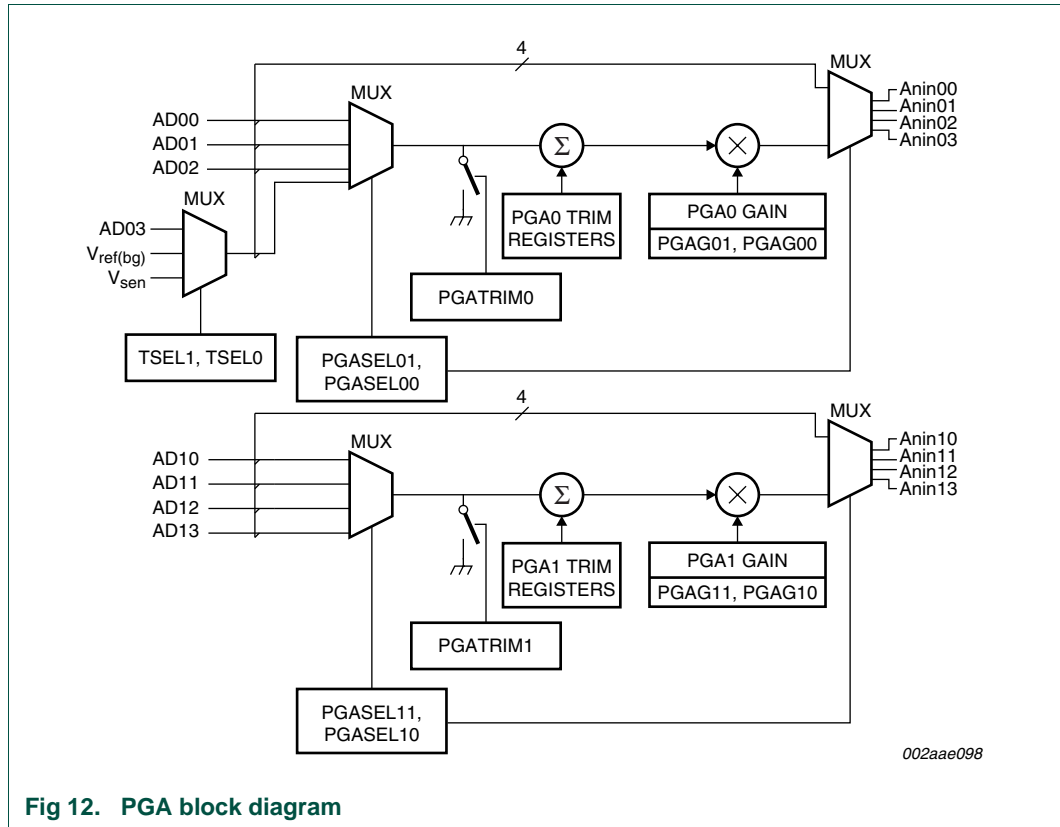 4
MUX
MUX
Anin00
Anin01
Anin02
Anin03
AD00
AD01
AD02
Σ
MUX
PGA0 TRIM
REGISTERS
PGA0 GAIN
PGAG01, PGAG00
AD03
Vref(bg)
Vsen
PGATRIM0
TSEL1, TSEL0
PGASEL01,
PGASEL00
4
MUX
MUX
Anin10
Anin11
Anin12
Anin13
AD10
AD11
AD12
AD13
Σ
PGA1 TRIM
REGISTERS
PGA1 GAIN
PGAG11, PGAG10
PGATRIM1
PGASEL11,
PGASEL10
002aae098
Fig 12. PGA block diagram